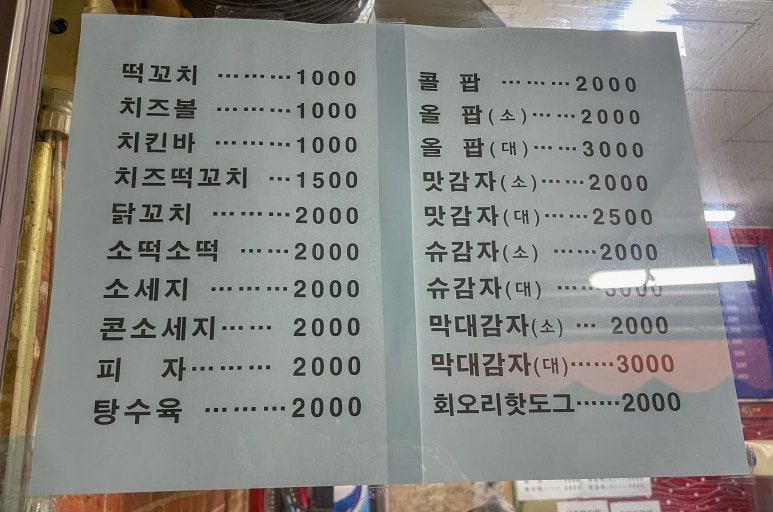 떡꼬치 ………1000
치즈볼 ………1000
치킨바 ………1000
치즈떡꼬치 …1500
닭꼬치 ………2000
소떡소떡 ……2000
소세지 ………2000
콘소세지…… 2000
피 자……… 2000
탕수육 ………2000
콜 팝 ………2000
올 팝(소)……2000
올 팝(대)……3000
맛감자(소)……2000
맛감자(대)……2500
슈감자(소) ……2000
슈감자(대) ……3000
막대감자(소) … 2000
막대감자(대)……3000
회오리핫도그……2000